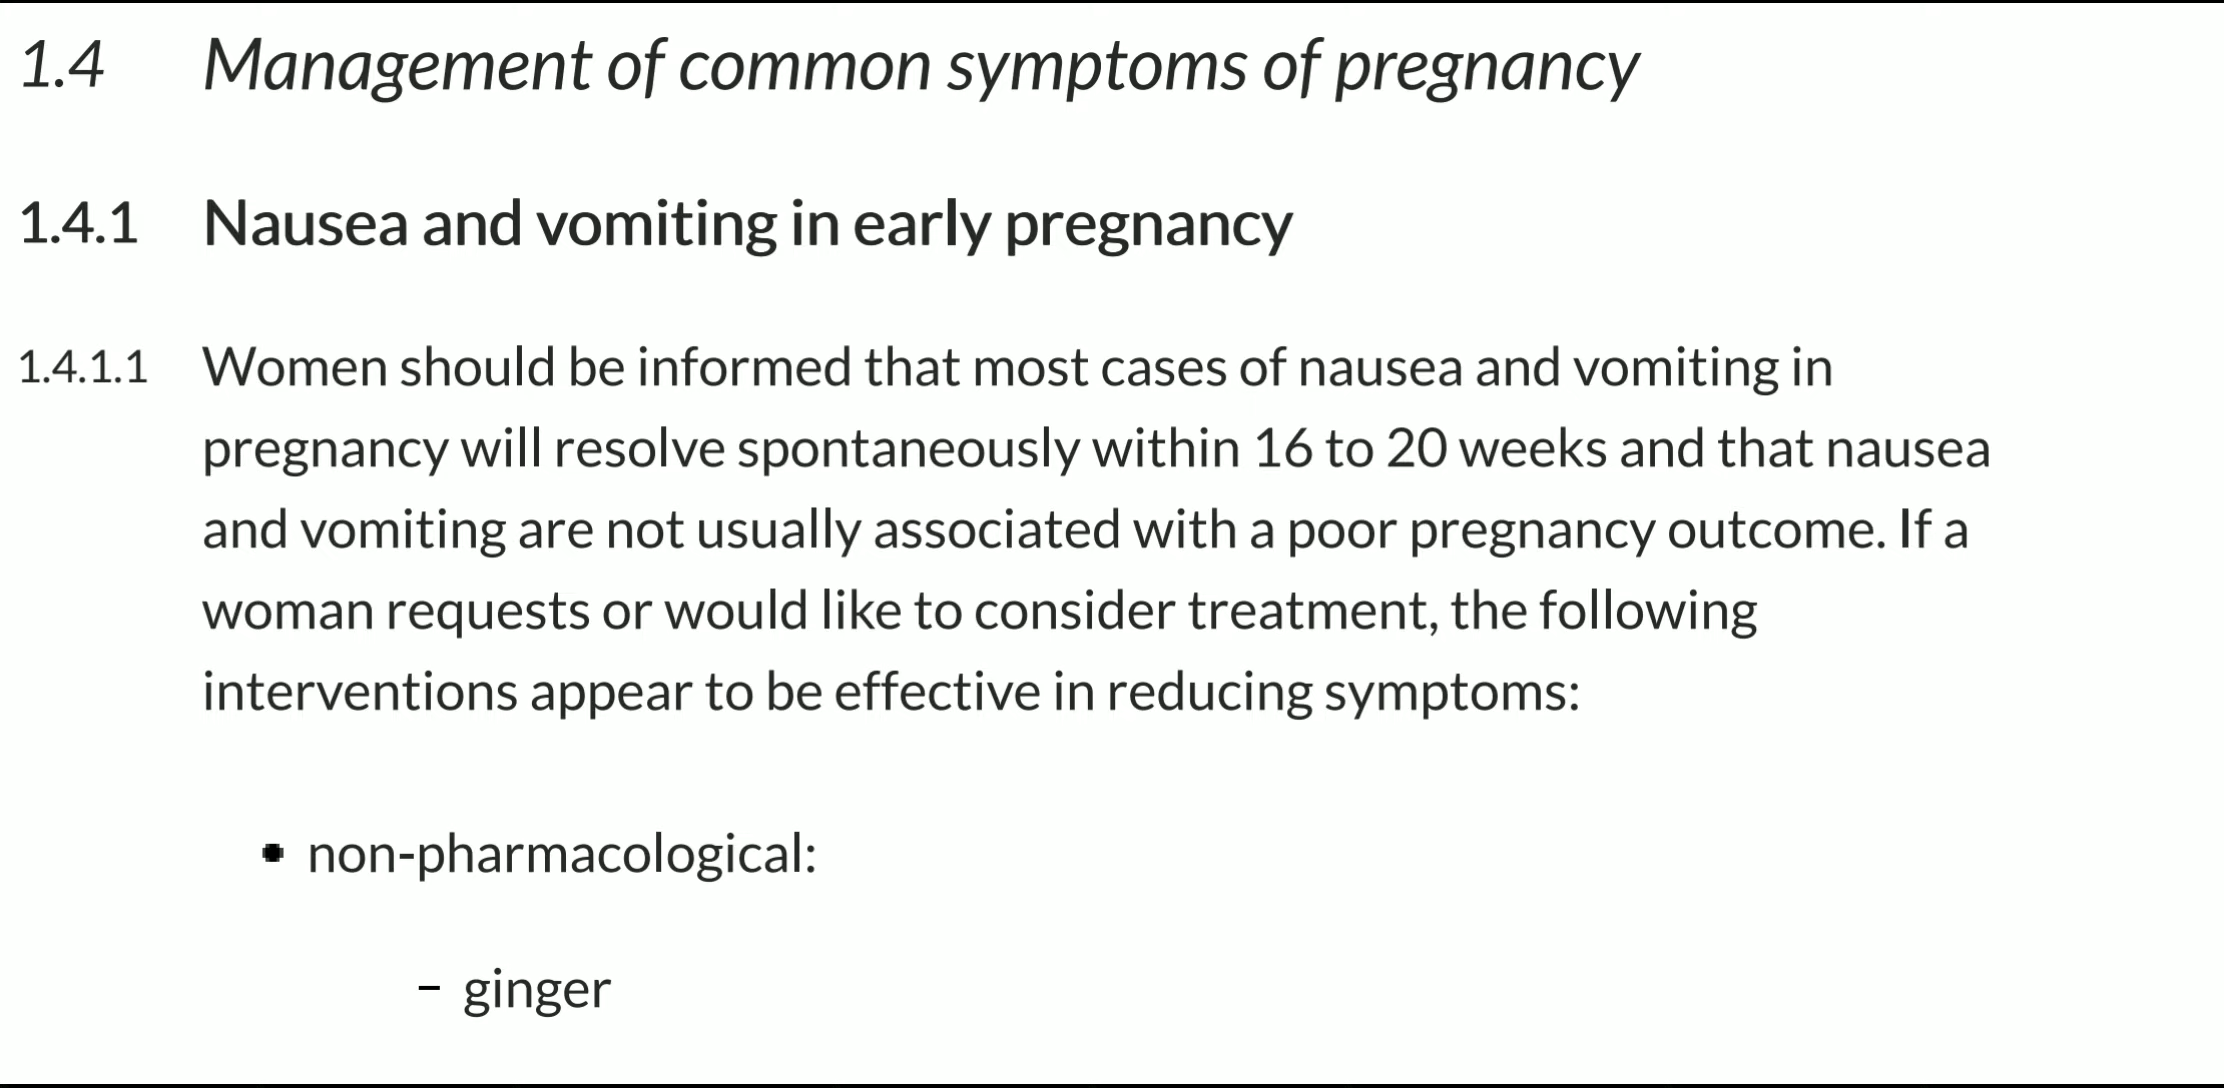 1.4 Management of common symptoms of pregnancy
1.4.1 Nausea and vomiting in early pregnancy
1.4.1.1 Women should be informed that most cases of nausea and vomiting in
pregnancy will resolve spontaneously within 16 to 20 weeks and that nausea
and vomiting are not usually associated with a poor pregnancy outcome. If a
woman requests or would like to consider treatment, the following
interventions appear to be effective in reducing symptoms:
• non-pharmacological:
– ginger